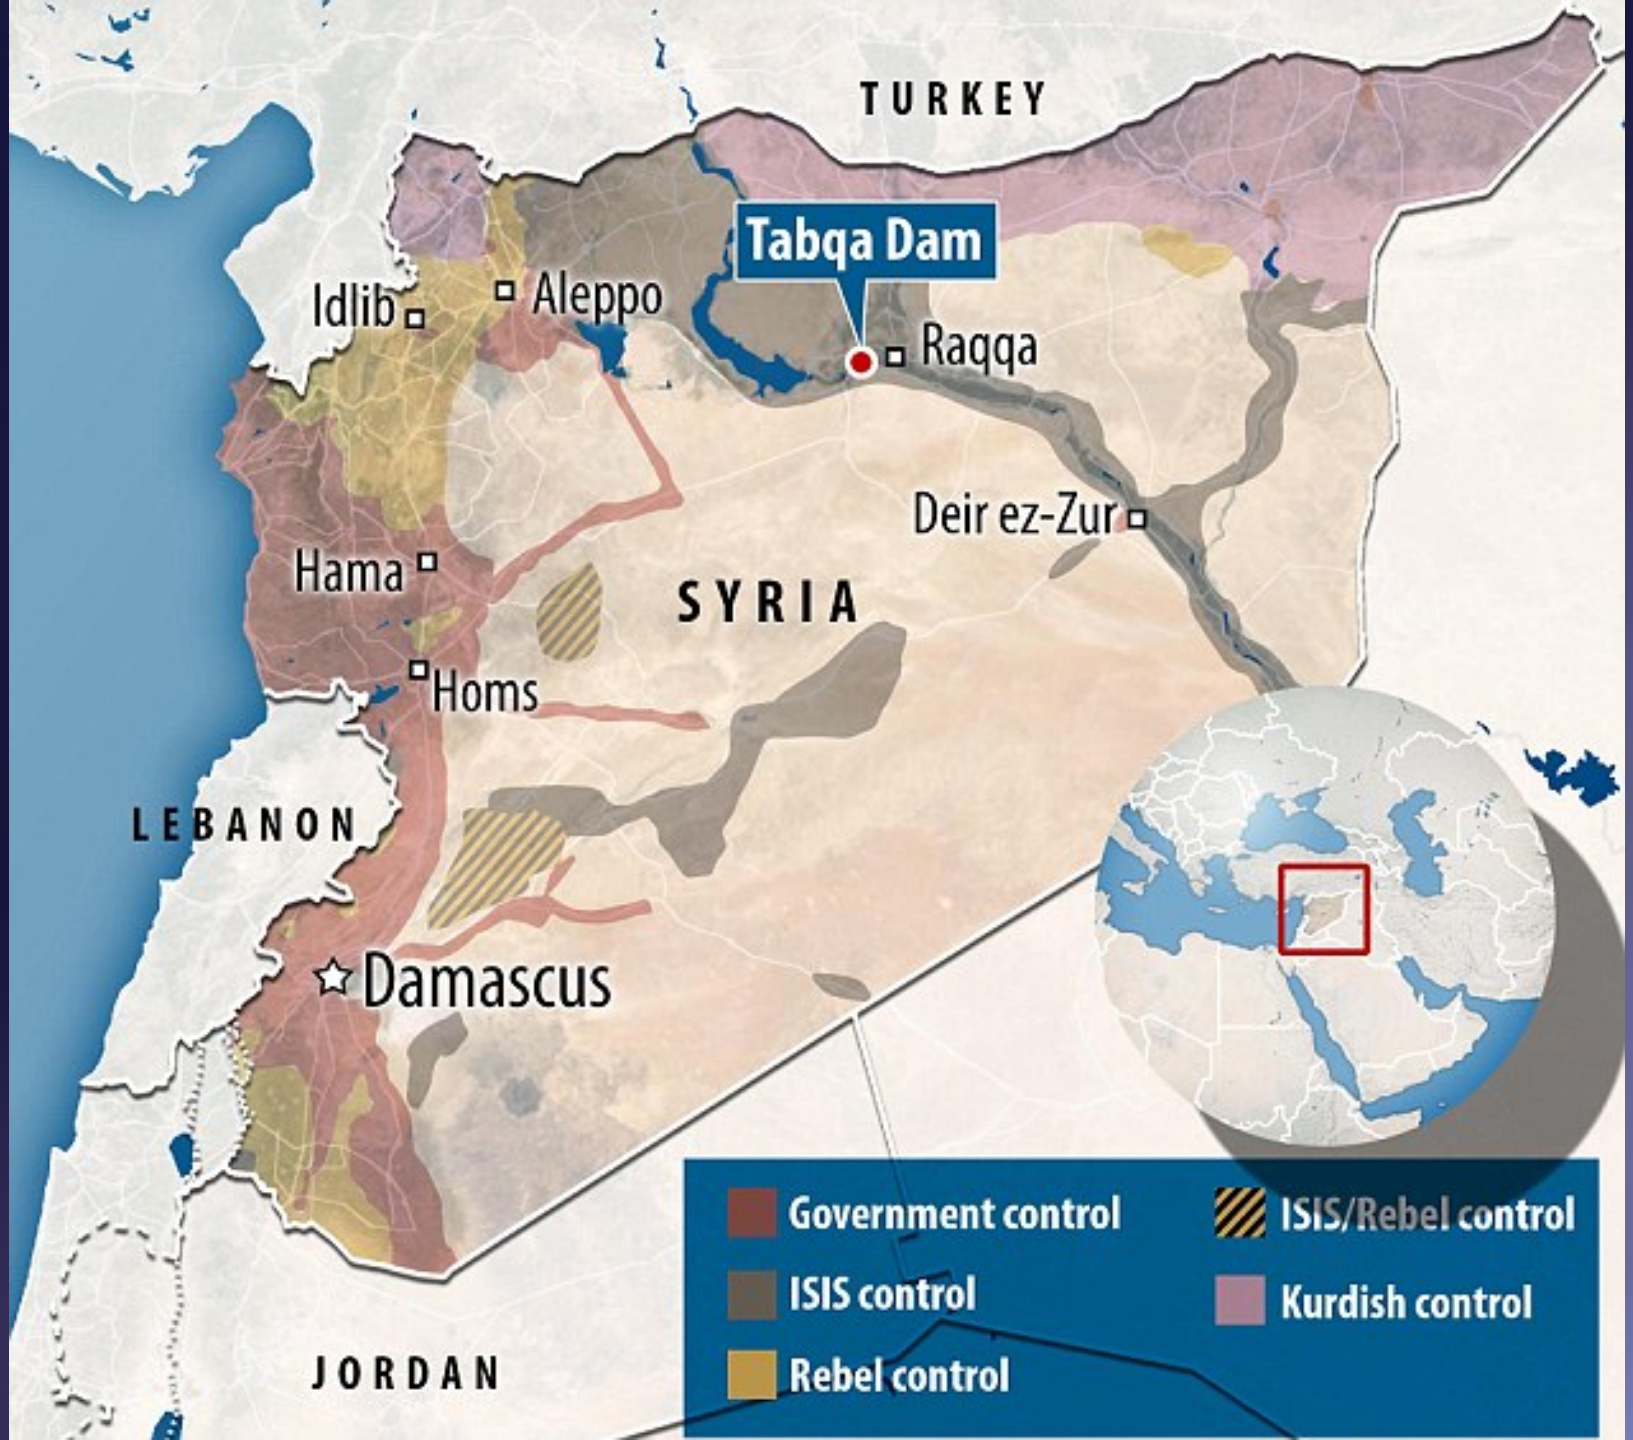 TURKEY
Tabqa Dam
Idlib
Aleppo
Raqqa
Deir ez-Zur
Hama
SYRIA
Homs
LEBANON
Damascus
JORDAN
Government control
ISIS control
Rebel control
ISIS/Rebel control
Kurdish control